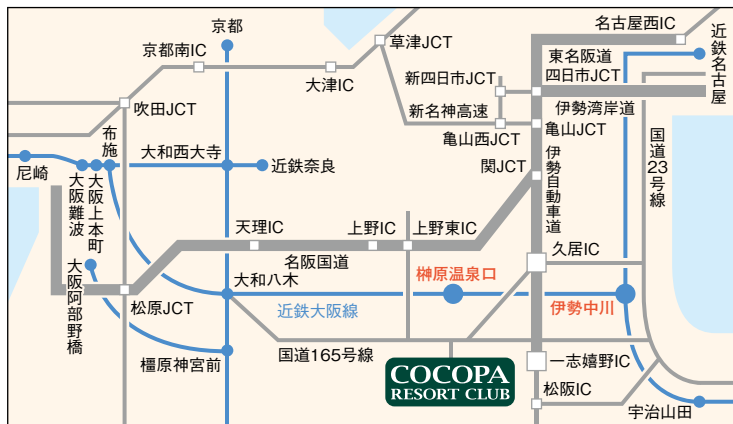 京都
名古屋西IC
京都南IC
草津JCT
東名阪道
近鉄名古屋
大津IC
新四日市JCT
四日市JCT
吹田JCT
新名神高速
伊勢湾岸道
布施
亀山西JCT
亀山JCT
国道23号線
大和西大寺
近鉄奈良
関JCT
伊勢自動車道
尼崎
大阪難波
大阪上本町
天理IC
上野IC
上野東IC
名阪国道
久居IC
大阪阿部野橋
大和八木
榊原温泉口
松原JCT
近鉄大阪線
伊勢中川
橿原神宮前
国道165号線
一志嬉野IC
COCOPA
RESORT CLUB
松阪IC
宇治山田